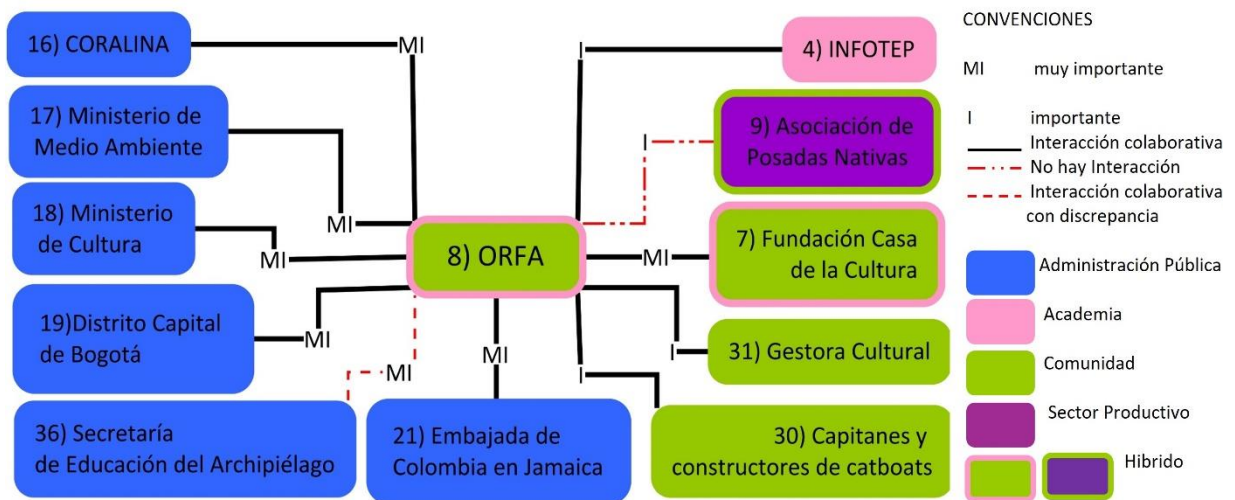 16) CORALINA
MI
17) Ministerio de
Medio Ambiente
MI
18) Ministerio
de Cultura
MI
19)Distrito Capital
de Bogotá
MI
36) Secretaría
de Educación del Archipiélago
MI
8) ORFA
MI
21) Embajada de
Colombia en Jamaica
I
4) INFOTEP
I
9) Asociación de
Posadas Nativas
MI
7) Fundación Casa
de la Cultura
I
31) Gestora Cultural
I
30) Capitanes y
constructores de catboats
CONVENCIONES
MI muy importante
I importante
Interacción colaborativa
No hay Interacción
Interacción colaborativa
con discrepancia
Administración Pública
Academia
Comunidad
Sector Productivo
Hibrido